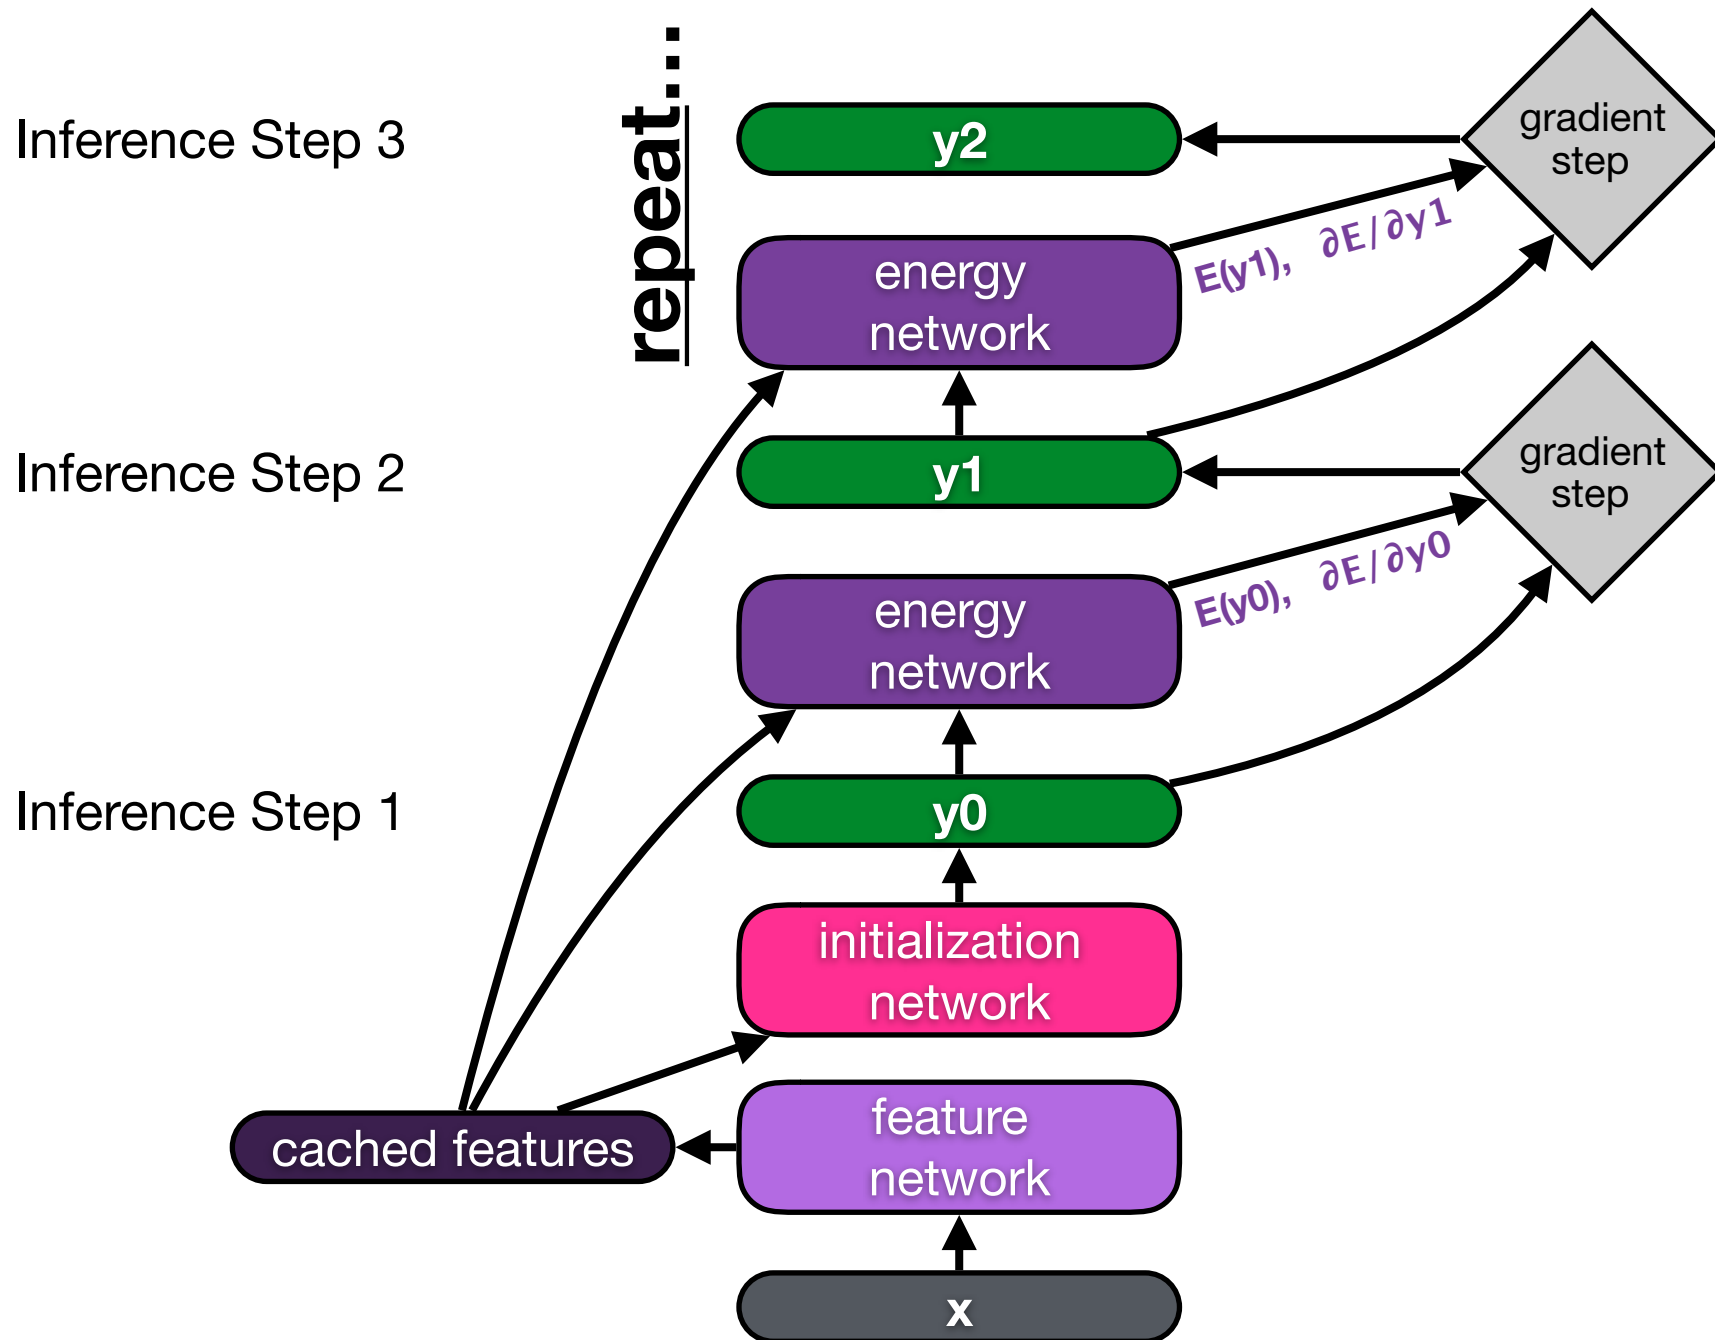 repeat...
Inference Step 3
y2
gradient
step
energy
network
E(y1), ∂E/∂y1
Inference Step 2
y1
gradient
step
energy
network
E(y0), ∂E/∂y0
Inference Step 1
y0
initialization
network
cached features
feature
network
x